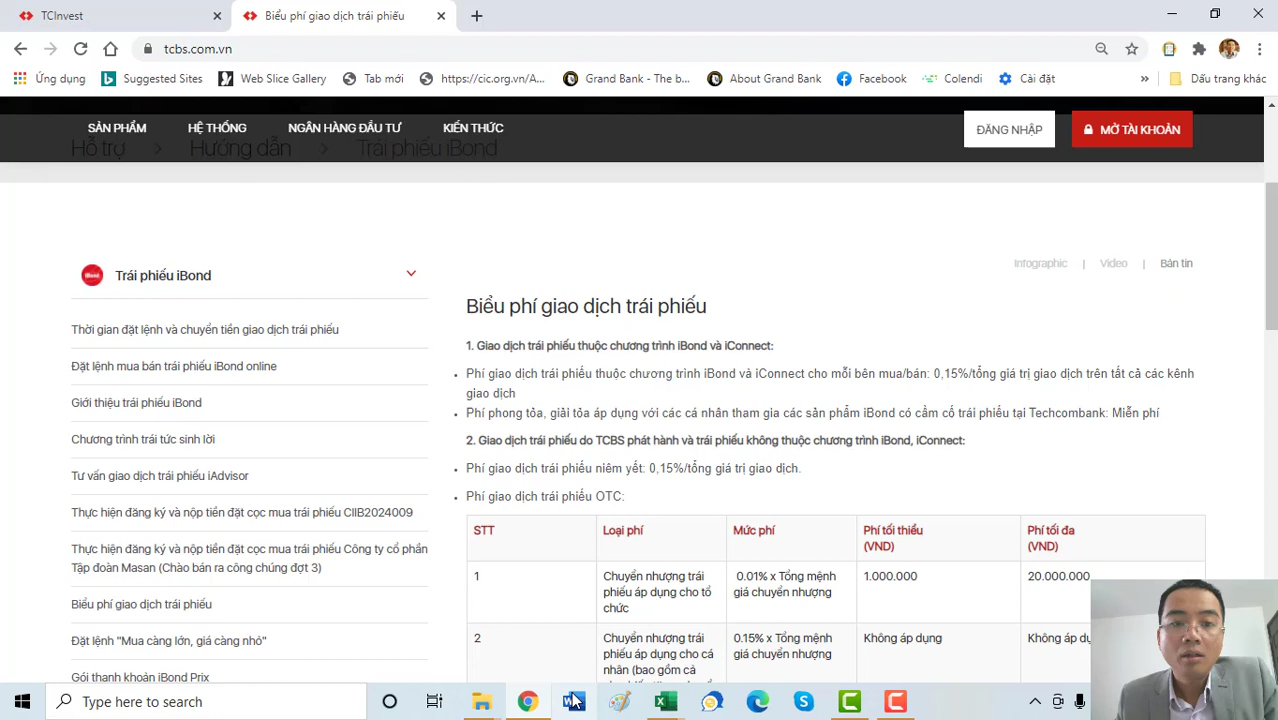 TCInvest
Biểu phí giao dịch trái phiếu
tcbs.com.vn
Ứng dụng
Suggested Sites
Web Slice Gallery
Tab mới
https://cic.org.vn/A...
Grand Bank - The b...
About Grand Bank
Facebook
Colendi
Cài đặt
»
Dấu trang khác
SẢN PHẨM
HỆ THỐNG
NGÂN HÀNG ĐẦU TƯ
KIẾN THỨC
ĐĂNG NHẬP
MỞ TÀI KHOẢN
Hỗ trợ > Hướng dẫn > Trái phiếu iBond
iBond
Trái phiếu iBond
Infographic | Video | Bản tin
Thời gian đặt lệnh và chuyển tiền giao dịch trái phiếu
Đặt lệnh mua bán trái phiếu iBond online
Giới thiệu trái phiếu iBond
Chương trình trái tức sinh lời
Tư vấn giao dịch trái phiếu iAdvisor
Thực hiện đăng ký và nộp tiền đặt cọc mua trái phiếu CIIB2024009
Thực hiện đăng ký và nộp tiền đặt cọc mua trái phiếu Công ty cổ phần
Tập đoàn Masan (Chào bán ra công chúng đợt 3)
Biểu phí giao dịch trái phiếu
Đặt lệnh "Mua càng lớn, giá càng nhỏ"
Gói thanh khoản iBond Prix
Biểu phí giao dịch trái phiếu
1. Giao dịch trái phiếu thuộc chương trình iBond và iConnect:
Phí giao dịch trái phiếu thuộc chương trình iBond và iConnect cho mỗi bên mua/bán: 0,15%/tổng giá trị giao dịch trên tất cả các kênh
giao dịch
Phí phong tỏa, giải tỏa áp dụng với các cá nhân tham gia các sản phẩm iBond có cầm cố trái phiếu tại Techcombank: Miễn phí
2. Giao dịch trái phiếu do TCBS phát hành và trái phiếu không thuộc chương trình iBond, iConnect:
Phí giao dịch trái phiếu niêm yết: 0,15%/tổng giá trị giao dịch.
Phí giao dịch trái phiếu OTC:
STT
Loại phí
Mức phí
Phí tối thiểu
(VND)
Phí tối đa
(VND)
1
Chuyển nhượng trái
phiếu áp dụng cho tổ
chức
0.01% x Tổng mệnh
giá chuyển nhượng
1.000.000
20.000.000
2
Chuyển nhượng trái
phiếu áp dụng cho cá
nhân (bao gồm cả
0.15% x Tổng mệnh
giá chuyển nhượng
Không áp dụng
Không áp dụ
Type here to search